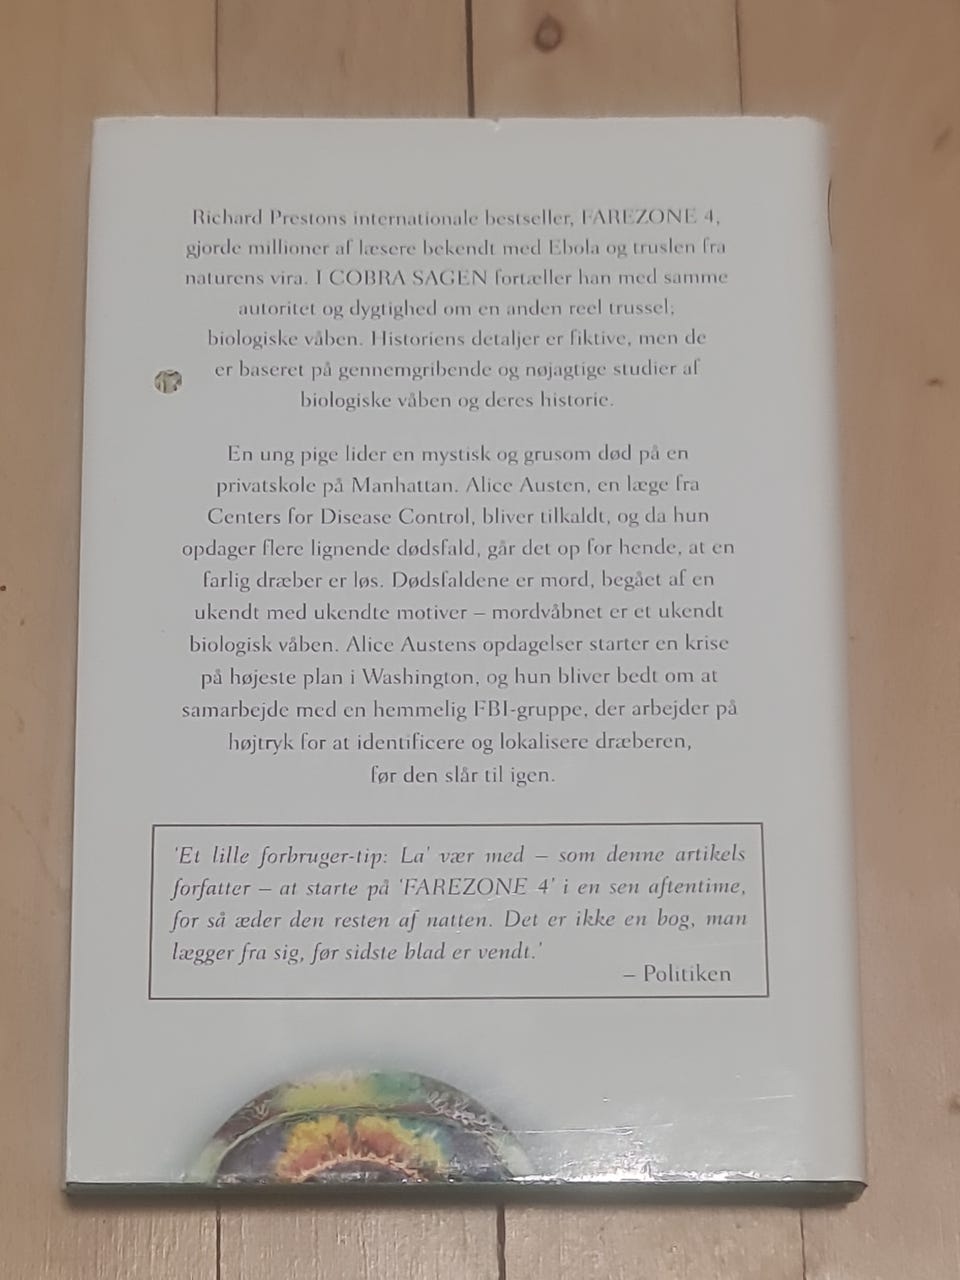 Richard Prestons internationale bestseller, FAREZONE 4,
gjorde millioner af læsere bekendt med Ebola og truslen fra
naturens vira. I COBRA SAGEN fortæller han med samme
autoritet og dygtighed om en anden reel trussel;
biologiske våben. Historiens detaljer er fiktive, men de
er baseret på gennemgribende og nøjagtige studier af
biologiske våben og deres historie.
En ung pige lider en mystisk og grusom død på en
privatskole på Manhattan. Alice Austen, en læge fra
Centers for Disease Control, bliver tilkaldt, og da hun
opdager flere lignende dødsfald, går det op for hende, at en
farlig dræber er løs. Dødsfaldene er mord, begået af en
ukendt med ukendte motiver – mordvåbnet er et ukendt
biologisk våben. Alice Austens opdagelser starter en krise
på højeste plan i Washington, og hun bliver bedt om at
samarbejde med en hemmelig FBI-gruppe, der arbejder på
højtryk for at identificere og lokalisere dræberen,
før den slår til igen.
'Et lille forbruger-tip: La' vær med – som denne artikels
forfatter – at starte på 'FAREZONE 4' i en sen aftentime,
for så æder den resten af natten. Det er ikke en bog, man
lægger fra sig, før sidste blad er vendt.'
– Politiken